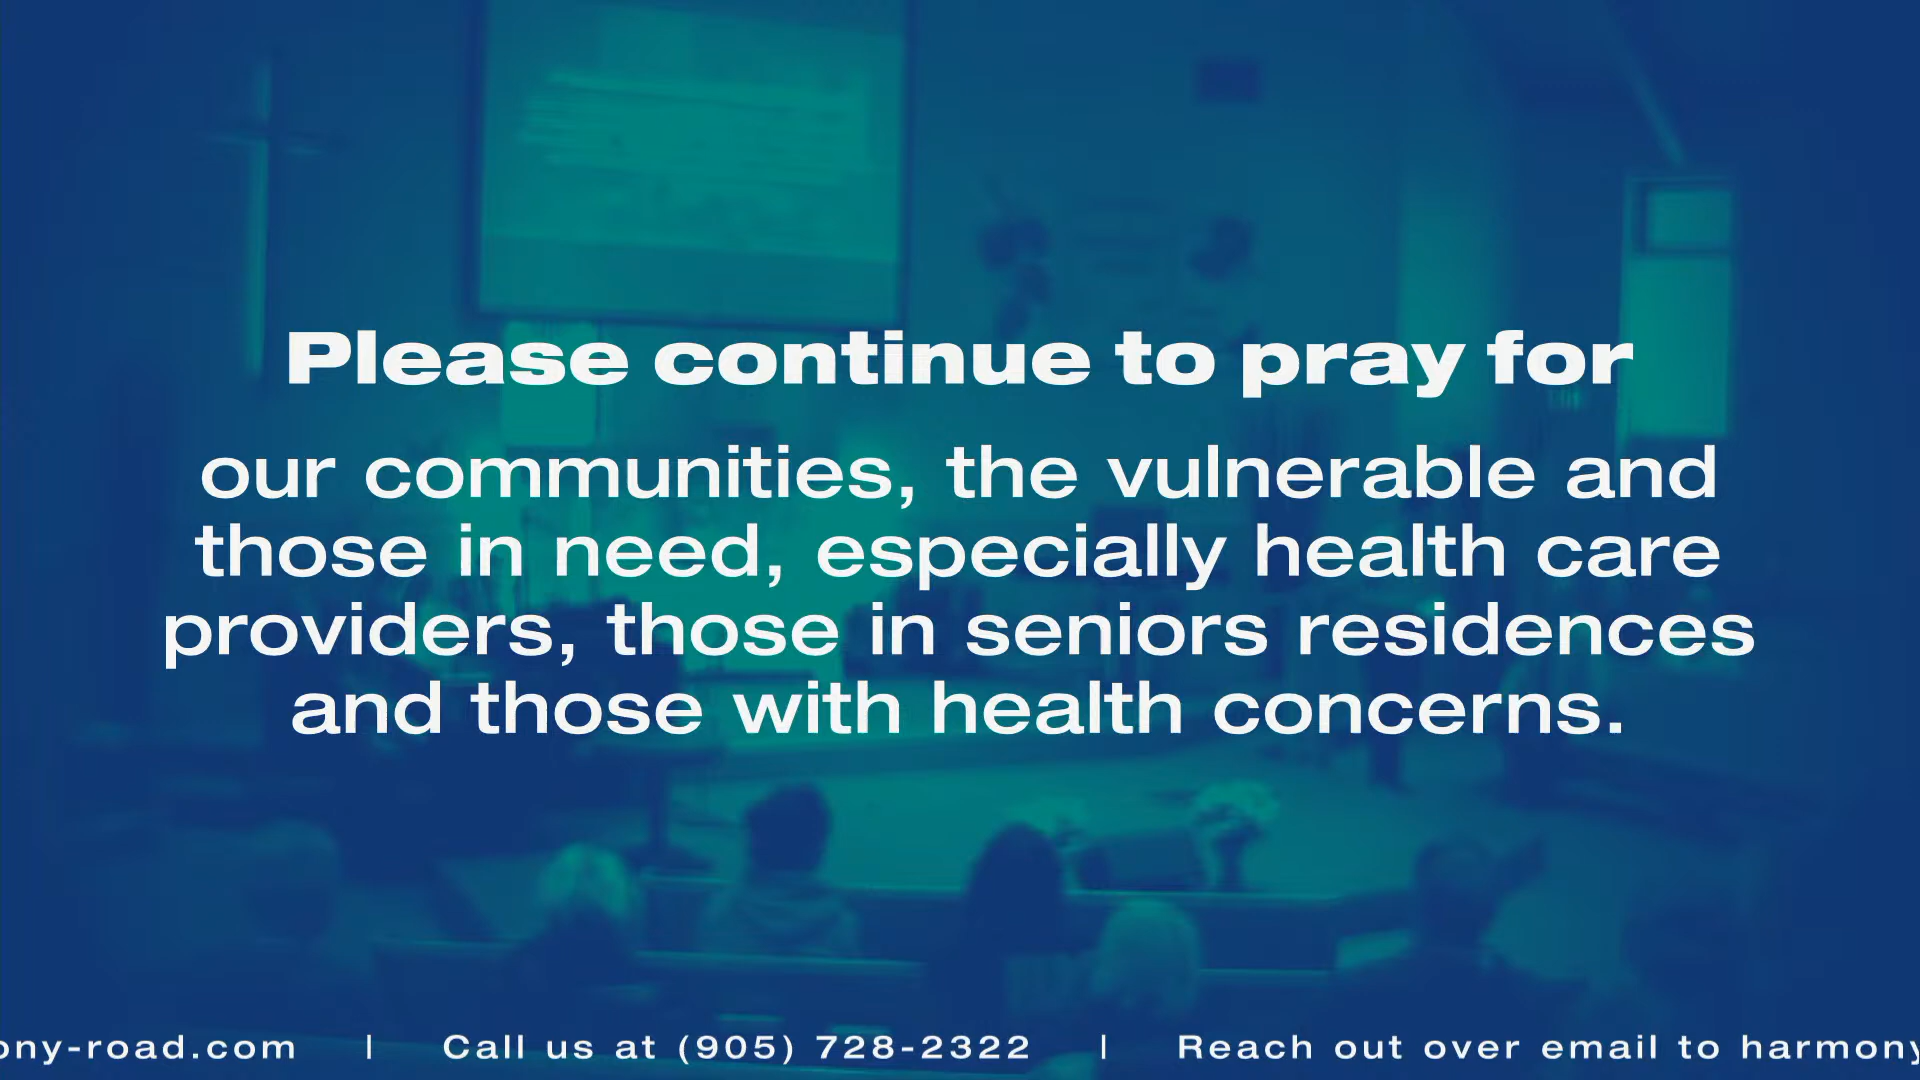 Please continue to pray for
our communities, the vulnerable and
those in need, especially health care
providers, those in seniors residences
and those with health concerns.
ony-road.com | Call us at (905) 728-2322 | Reach out over email to harmony